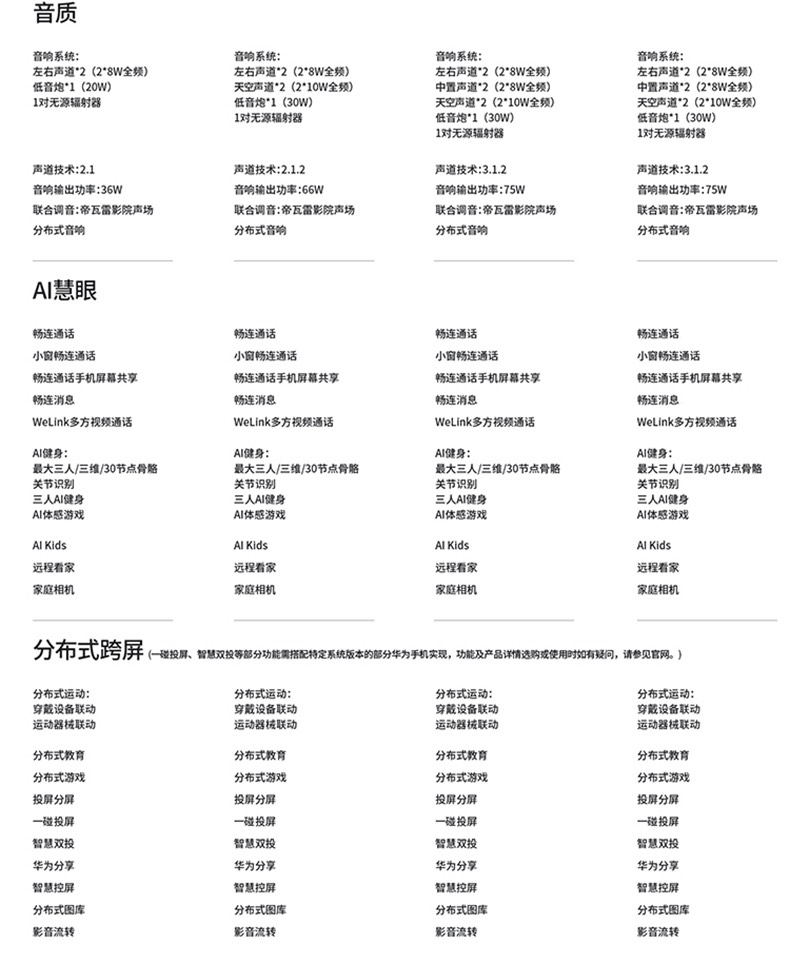 音质
音响系统：
左右声道*2（2*8W全频）
低音炮*1（20W）
1对无源辐射器
音响系统：
左右声道*2（2*8W全频）
天空声道*2（2*10W全频）
低音炮*1（30W）
1对无源辐射器
音响系统：
左右声道*2（2*8W全频）
中置声道*2（2*8W全频）
天空声道*2（2*10W全频）
低音炮*1（30W）
1对无源辐射器
音响系统：
左右声道*2（2*8W全频）
中置声道*2（2*8W全频）
天空声道*2（2*10W全频）
低音炮*1（30W）
1对无源辐射器
声道技术：2.1
声道技术：2.1.2
声道技术：3.1.2
声道技术：3.1.2
音响输出功率：36W
音响输出功率：66W
音响输出功率：75W
音响输出功率：75W
联合调音：帝瓦雷影院声场
联合调音：帝瓦雷影院声场
联合调音：帝瓦雷影院声场
联合调音：帝瓦雷影院声场
分布式音响
分布式音响
分布式音响
分布式音响
AI慧眼
畅连通话
畅连通话
畅连通话
畅连通话
小窗畅连通话
小窗畅连通话
小窗畅连通话
小窗畅连通话
畅连通话手机屏幕共享
畅连通话手机屏幕共享
畅连通话手机屏幕共享
畅连通话手机屏幕共享
畅连消息
畅连消息
畅连消息
畅连消息
WeLink多方视频通话
WeLink多方视频通话
WeLink多方视频通话
WeLink多方视频通话
AI健身：
最大三人/三维/30节点骨骼
关节识别
三人AI健身
AI体感游戏
AI健身：
最大三人/三维/30节点骨骼
关节识别
三人AI健身
AI体感游戏
AI健身：
最大三人/三维/30节点骨骼
关节识别
三人AI健身
AI体感游戏
AI健身：
最大三人/三维/30节点骨骼
关节识别
三人AI健身
AI体感游戏
AI Kids
AI Kids
AI Kids
AI Kids
远程看家
远程看家
远程看家
远程看家
家庭相机
家庭相机
家庭相机
家庭相机
分布式跨屏 (一碰投屏、智慧双投等部分功能需搭配特定系统版本的部分华为手机实现，功能及产品详情选购或使用时如有疑问，请参见官网。)
分布式运动：
穿戴设备联动
运动器械联动
分布式运动：
穿戴设备联动
运动器械联动
分布式运动：
穿戴设备联动
运动器械联动
分布式运动：
穿戴设备联动
运动器械联动
分布式教育
分布式教育
分布式教育
分布式教育
分布式游戏
分布式游戏
分布式游戏
分布式游戏
投屏分屏
投屏分屏
投屏分屏
投屏分屏
一碰投屏
一碰投屏
一碰投屏
一碰投屏
智慧双投
智慧双投
智慧双投
智慧双投
华为分享
华为分享
华为分享
华为分享
智慧控屏
智慧控屏
智慧控屏
智慧控屏
分布式图库
分布式图库
分布式图库
分布式图库
影音流转
影音流转
影音流转
影音流转